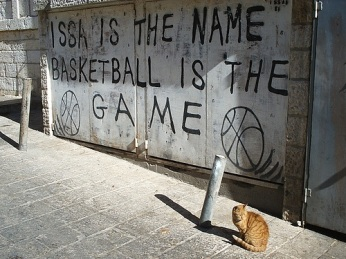 ISSA IS THE NAME
BASKETBALL IS THE
GAME